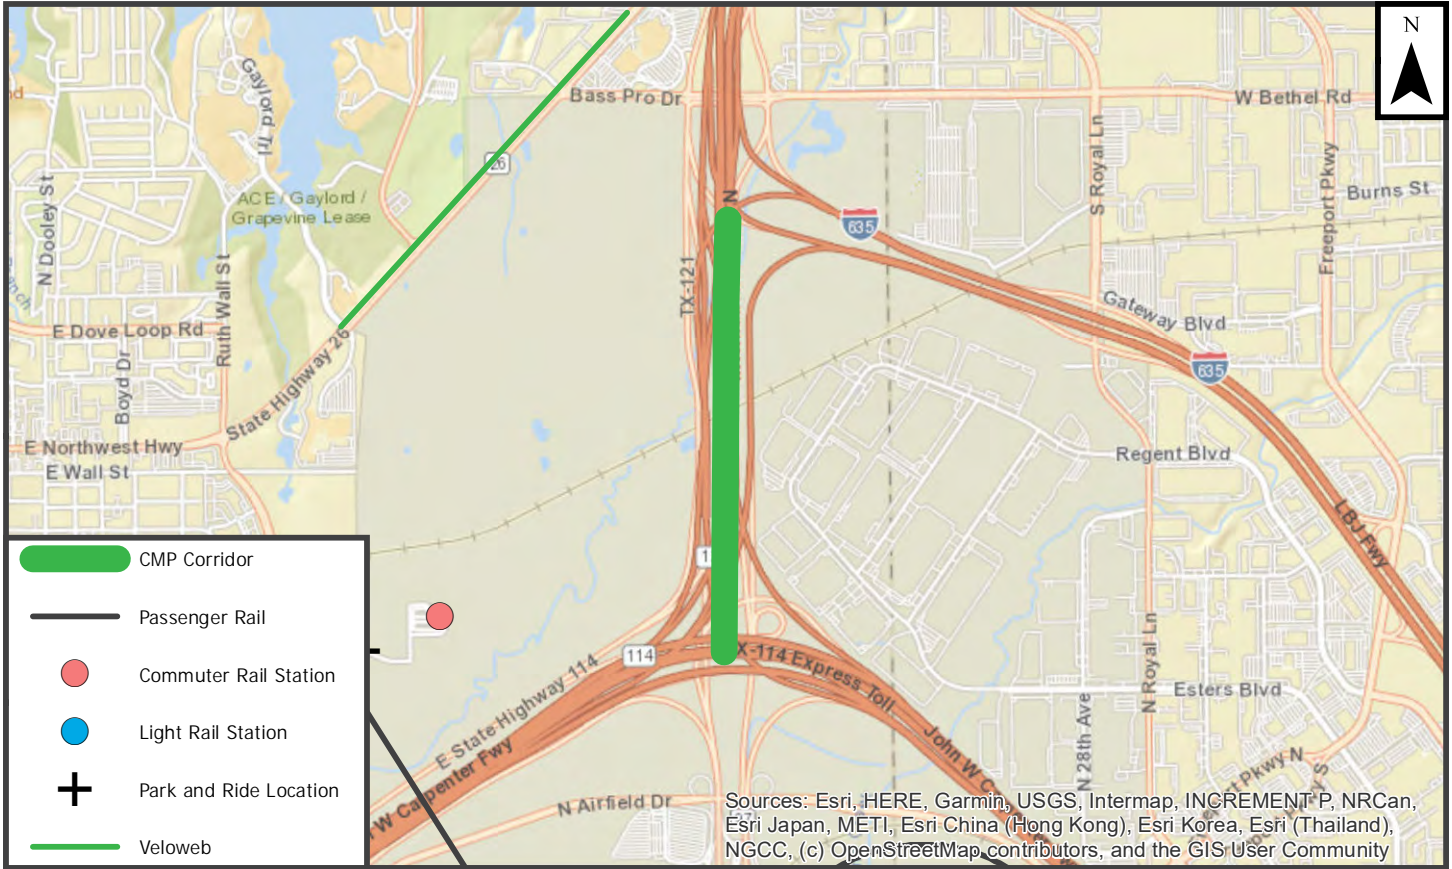 N
Gaylord Trl
Bass Pro Dr
W Bethel Rd
26
S Royal Ln
Freeport Pkwy
Burns St
N Dooley St
ACE / Gaylord /
Grapevine Lease
N
635
TX-121
Ruth Wall St
E Dove Loop Rd
Gateway Blvd
Boyd Dr
State Highway 26
635
E Northwest Hwy
E Wall St
Regent Blvd
LBJ Fwy
CMP Corridor
Passenger Rail
Commuter Rail Station
Light Rail Station
Park and Ride Location
Veloweb
114
X-114 Express Toll
E State Highway 114
W Carpenter Fwy
N Royal Ln
Esters Blvd
N 28th Ave
John W C
N Airfield Dr
Pkwy N
Sources: Esri, HERE, Garmin, USGS, Intermap, INCREMENT P, NRCan,
Esri Japan, METI, Esri China (Hong Kong), Esri Korea, Esri (Thailand),
NGCC, (c) OpenStreetMap contributors, and the GIS User Community